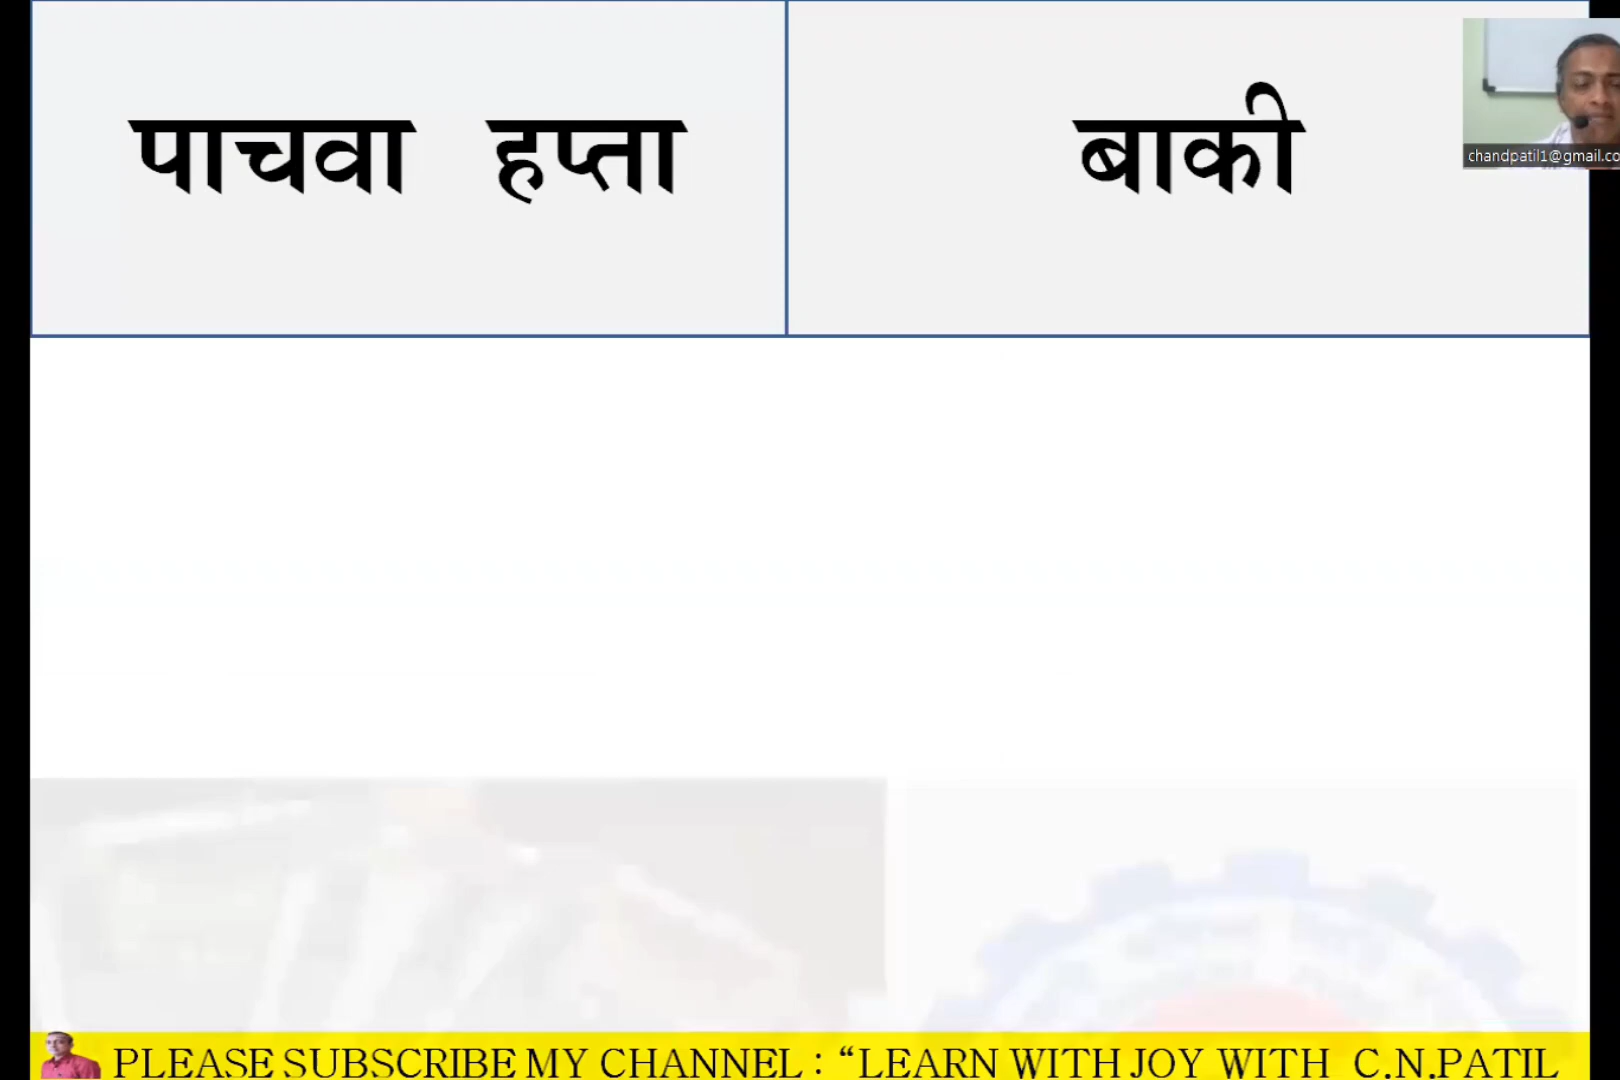 पाचवा हप्ता
बाकी
chandpatil1@gmail.co
PLEASE SUBSCRIBE MY CHANNEL : “LEARN WITH JOY WITH C.N.PATIL